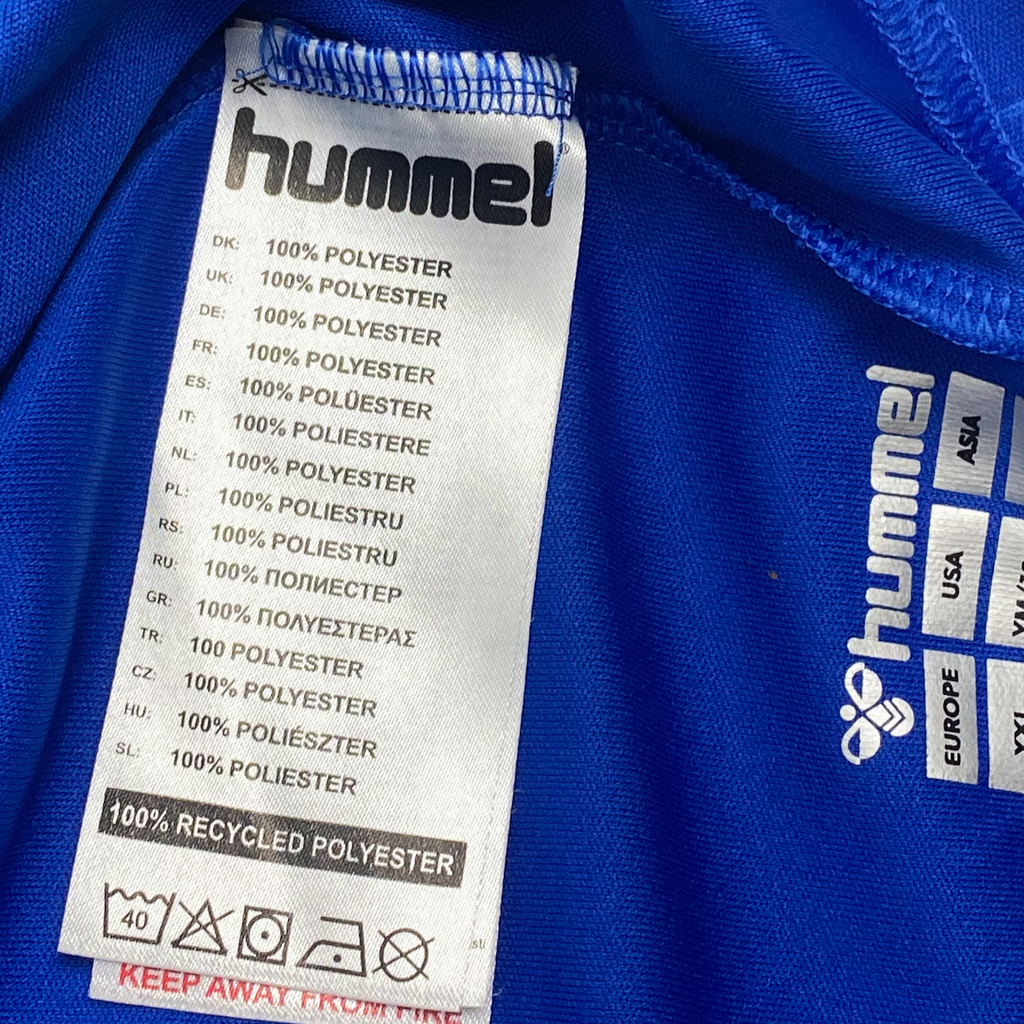 hummel
DK: 100% POLYESTER
UK: 100% POLYESTER
DE: 100% POLYESTER
FR: 100% POLYESTER
ES: 100% POLÜESTER
IT: 100% POLIESTERE
NL: 100% POLYESTER
PL: 100% POLIESTRU
RS: 100% POLIESTRU
RU: 100% ПОЛИЕСТЕР
GR: 100% ΠΟΛΥΕΣΤΕΡΑΣ
TR: 100 POLYESTER
CZ: 100% POLYESTER
HU: 100% POLIÉSZTER
SL: 100% POLIESTER
100% RECYCLED POLYESTER
40
KEEP AWAY FROM FIRE
hummel
ASIA
USA
EUROPE XXL